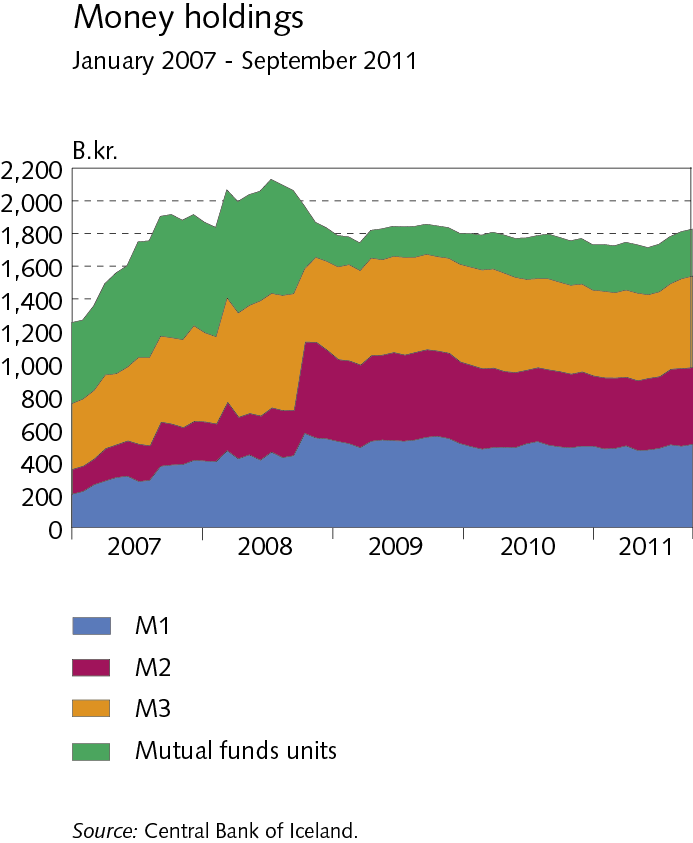 Money holdings
January 2007 - September 2011
B.kr.
2,200
2,000
1,800
1,600
1,400
1,200
1,000
800
600
400
200
0
2007 2008 2009 2010 2011
M1
M2
M3
Mutual funds units
Source: Central Bank of Iceland.